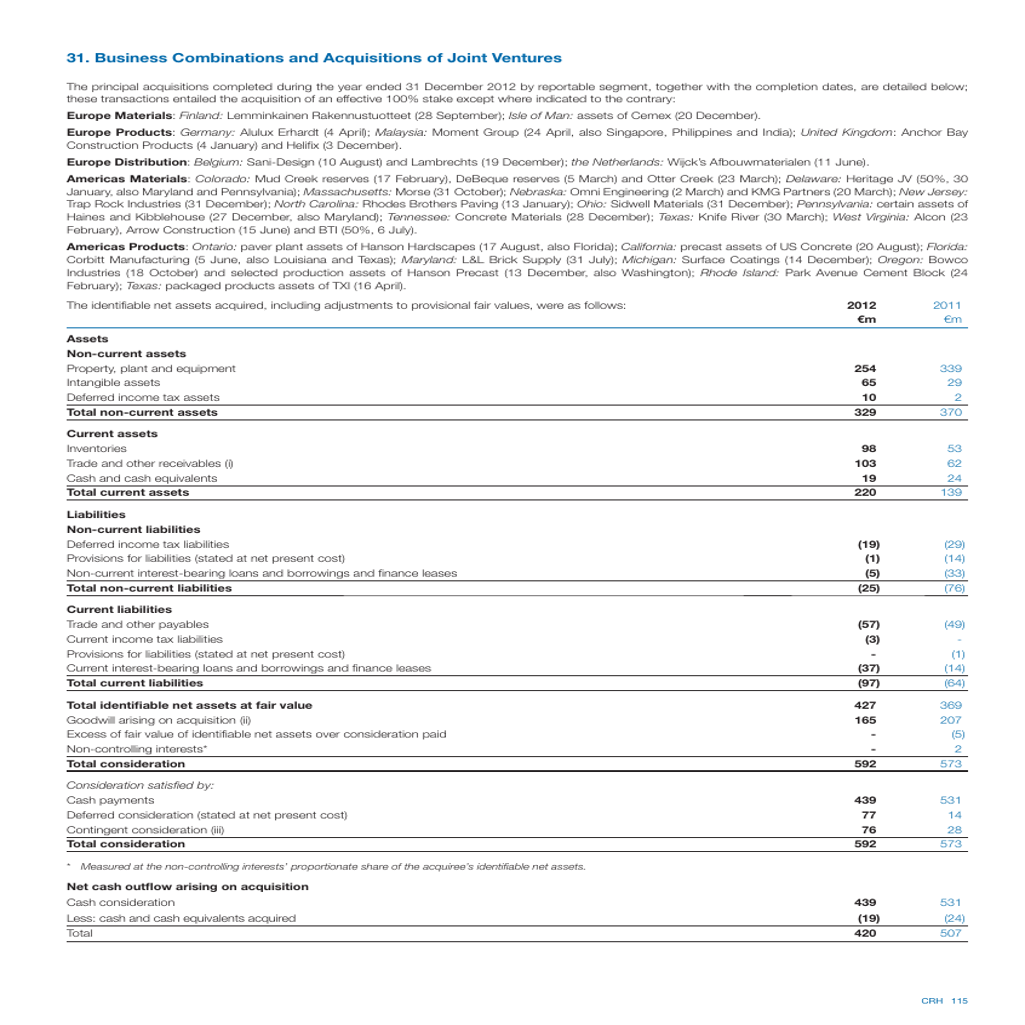 31. Business Combinations and Acquisitions of Joint Ventures
The principal acquisitions completed during the year ended 31 December 2012 by reportable segment, together with the completion dates, are detailed below;
these transactions entailed the acquisition of an effective 100% stake except where indicated to the contrary:
Europe Materials: Finland: Lemminkainen Rakennustuotteet (28 September); Isle of Man: assets of Cemex (20 December).
Europe Products: Germany: Alulux Erhardt (4 April); Malaysia: Moment Group (24 April, also Singapore, Philippines and India); United Kingdom: Anchor Bay
Construction Products (4 January) and Helifix (3 December).
Europe Distribution: Belgium: Sani-Design (10 August) and Lambrechts (19 December); the Netherlands: Wijck's Afbouwmaterialen (11 June).
Americas Materials: Colorado: Mud Creek reserves (17 February), DeBeque reserves (5 March) and Otter Creek (23 March); Delaware: Heritage JV (50%, 30
January, also Maryland and Pennsylvania); Massachusetts: Morse (31 October); Nebraska: Omni Engineering (2 March) and KMG Partners (20 March); New Jersey:
Trap Rock Industries (31 December); North Carolina: Rhodes Brothers Paving (13 January); Ohio: Sidwell Materials (31 December); Pennsylvania: certain assets of
Haines and Kibblehouse (27 December, also Maryland); Tennessee: Concrete Materials (28 December); Texas: Knife River (30 March); West Virginia: Alcon (23
February), Arrow Construction (15 June) and BTI (50%, 6 July).
Americas Products: Ontario: paver plant assets of Hanson Hardscapes (17 August, also Florida); California: precast assets of US Concrete (20 August); Florida:
Corbitt Manufacturing (5 June, also Louisiana and Texas); Maryland: L&L Brick Supply (31 July); Michigan: Surface Coatings (14 December); Oregon: Bowco
Industries (18 October) and selected production assets of Hanson Precast (13 December, also Washington); Rhode Island: Park Avenue Cement Block (24
February); Texas: packaged products assets of TXI (16 April).
The identifiable net assets acquired, including adjustments to provisional fair values, were as follows: 2012 2011
€m €m
Assets
Non-current assets
Property, plant and equipment 254 339
Intangible assets 65 29
Deferred income tax assets 10 2
Total non-current assets 329 370
Current assets
Inventories 98 53
Trade and other receivables (i) 103 62
Cash and cash equivalents 19 24
Total current assets 220 139
Liabilities
Non-current liabilities
Deferred income tax liabilities (19) (29)
Provisions for liabilities (stated at net present cost) (1) (14)
Non-current interest-bearing loans and borrowings and finance leases (5) (33)
Total non-current liabilities (25) (76)
Current liabilities
Trade and other payables (57) (49)
Current income tax liabilities (3) -
Provisions for liabilities (stated at net present cost) - (1)
Current interest-bearing loans and borrowings and finance leases (37) (14)
Total current liabilities (97) (64)
Total identifiable net assets at fair value 427 369
Goodwill arising on acquisition (ii) 165 207
Excess of fair value of identifiable net assets over consideration paid - (5)
Non-controlling interests* - 2
Total consideration 592 573
Consideration satisfied by:
Cash payments 439 531
Deferred consideration (stated at net present cost) 77 14
Contingent consideration (iii) 76 28
Total consideration 592 573
* Measured at the non-controlling interests' proportionate share of the acquiree's identifiable net assets.
Net cash outflow arising on acquisition
Cash consideration 439 531
Less: cash and cash equivalents acquired (19) (24)
Total 420 507
CRH 115